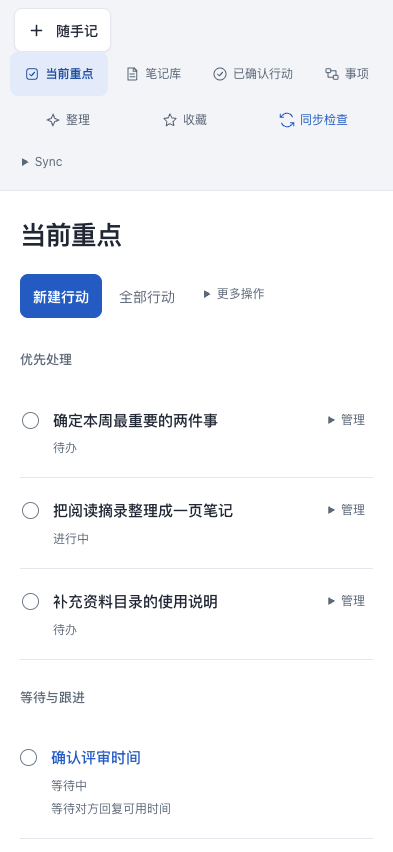 随手记
当前重点 笔记库 已确认行动 事项
整理 收藏 同步检查
Sync
当前重点
新建行动 全部行动 更多操作
优先处理
确定本周最重要的两件事 管理
待办
把阅读摘录整理成一页笔记 管理
进行中
补充资料目录的使用说明 管理
待办
等待与跟进
确认评审时间
等待中
等待对方回复可用时间